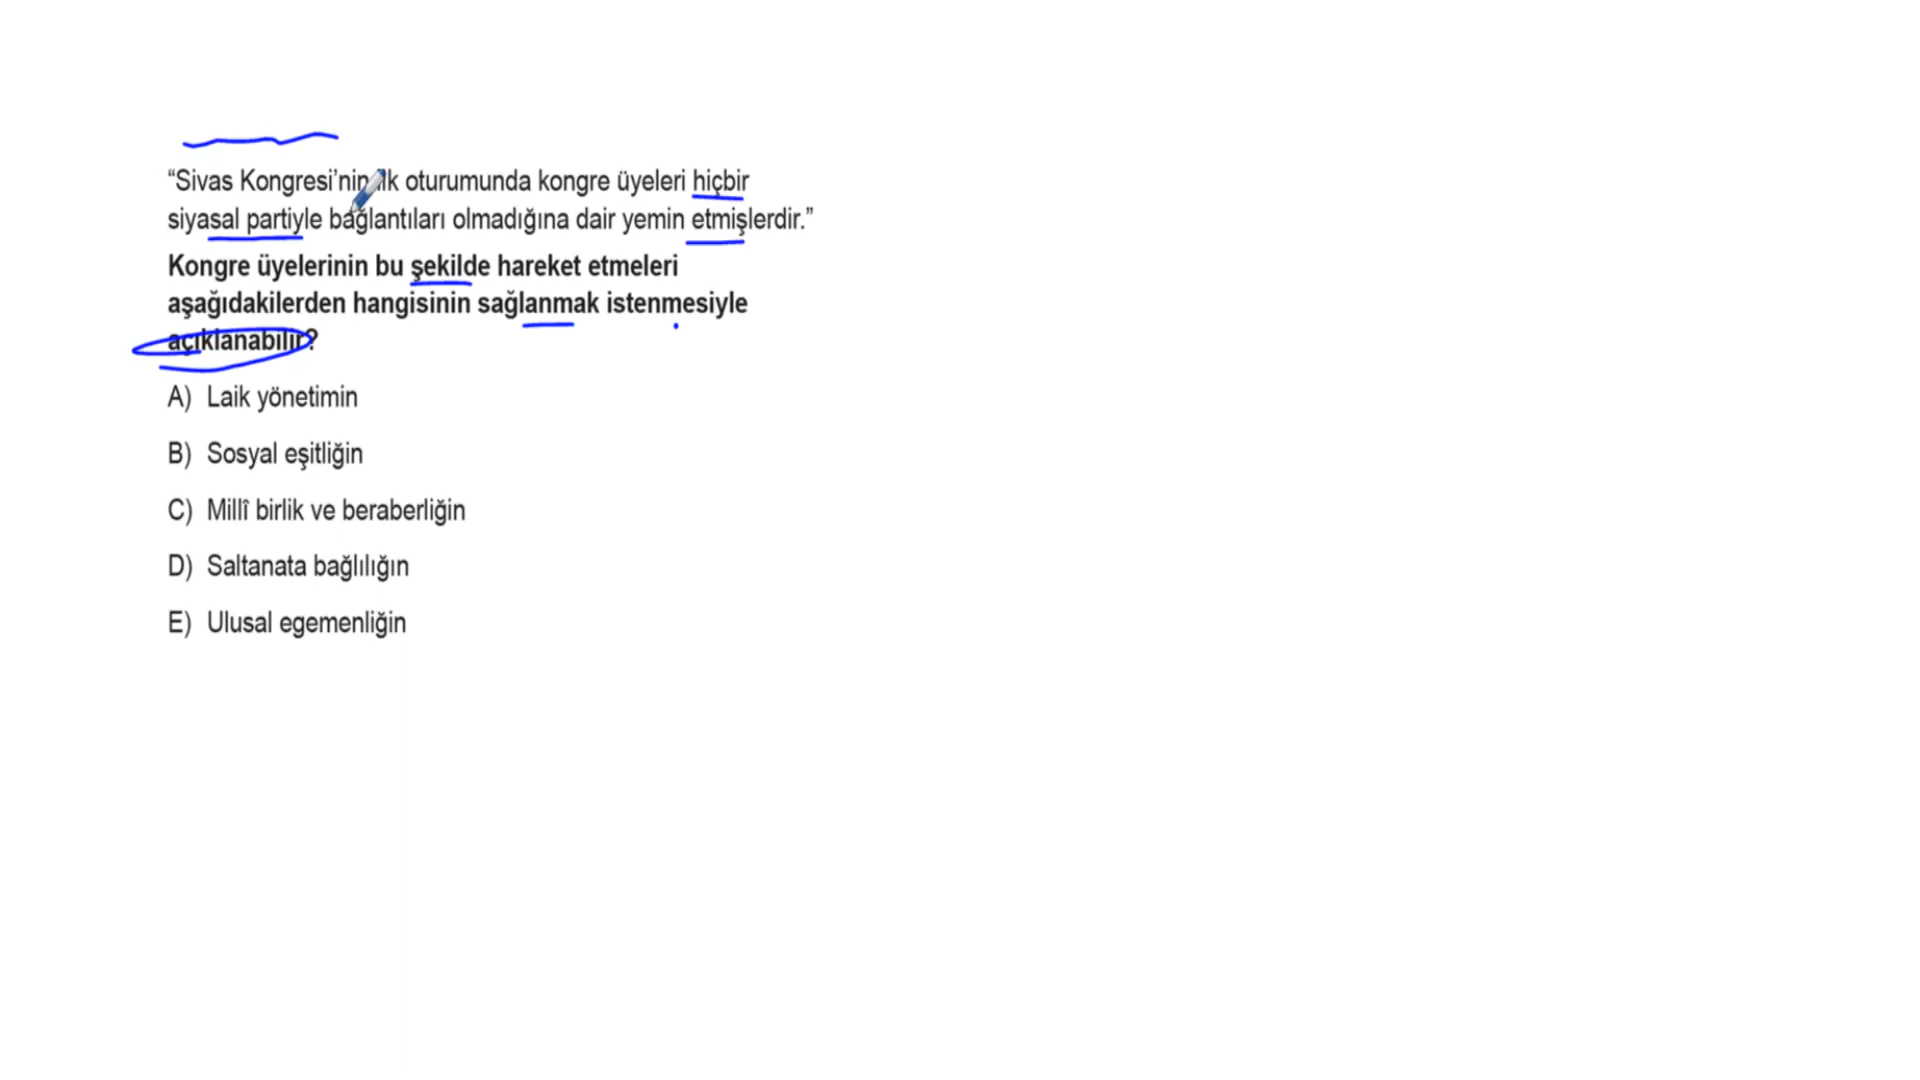 “Sivas Kongresi’nin ilk oturumunda kongre üyeleri hiçbir
siyasal partiyle bağlantıları olmadığına dair yemin etmişlerdir.”
Kongre üyelerinin bu şekilde hareket etmeleri
aşağıdakilerden hangisinin sağlanmak istenmesiyle
açıklanabilir?
A) Laik yönetimin
B) Sosyal eşitliğin
C) Millî birlik ve beraberliğin
D) Saltanata bağlılığın
E) Ulusal egemenliğin